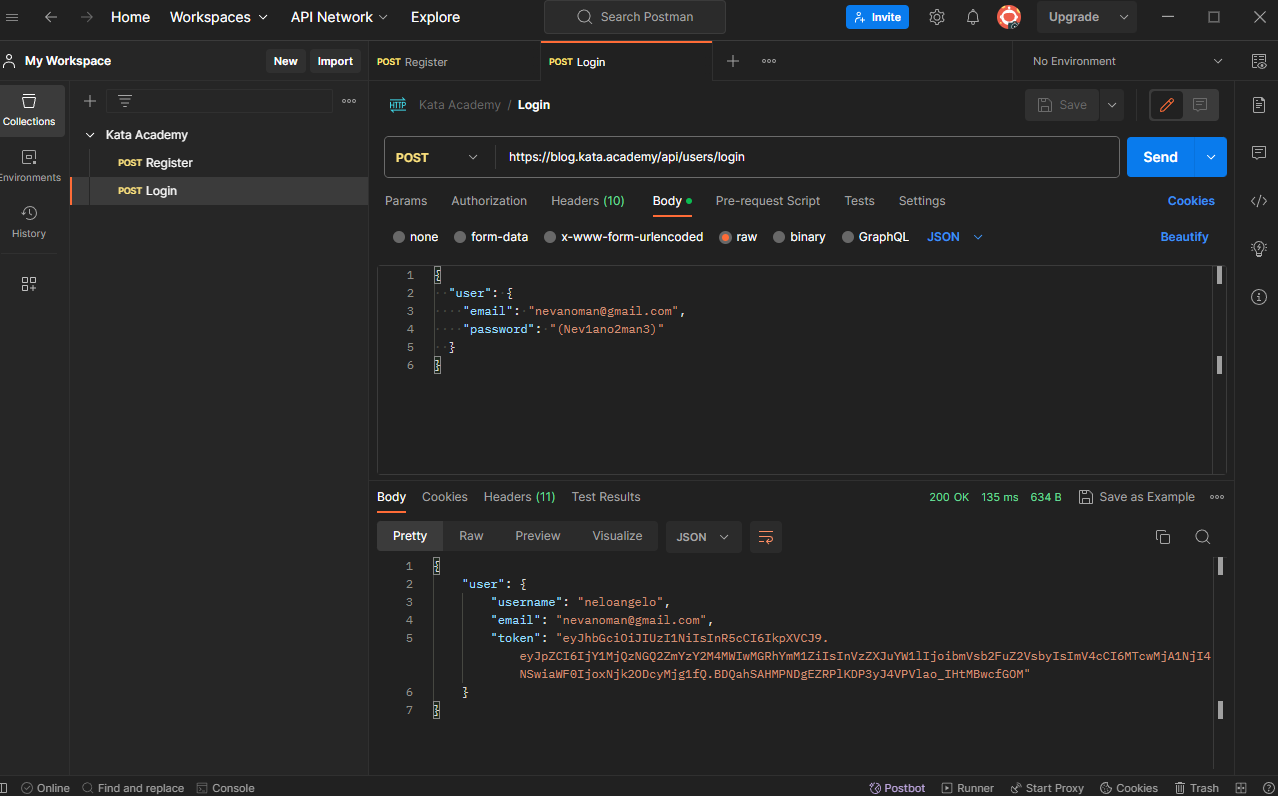 Home Workspaces API Network Explore Search Postman Invite Upgrade
My Workspace New Import POST Register POST Login No Environment
Collections
Environments
History
Kata Academy
POST Register
POST Login
HTTP Kata Academy / Login Save
POST https://blog.kata.academy/api/users/login Send
Params Authorization Headers (10) Body Pre-request Script Tests Settings Cookies
none form-data x-www-form-urlencoded raw binary GraphQL JSON Beautify
1 {
2 "user": {
3 "email": "nevanoman@gmail.com",
4 "password": "(Nev1ano2man3)"
5 }
6 }
Body Cookies Headers (11) Test Results 200 OK 135 ms 634 B Save as Example
Pretty Raw Preview Visualize JSON
1 {
2 "user": {
3 "username": "neloangelo",
4 "email": "nevanoman@gmail.com",
5 "token": "eyJhbGciOiJIUzI1NiIsInR5cCI6IkpXVCJ9.
eyJpZCI6IjY1MjQzNGQ2ZmYzY2M4MWIwMGRhYmM1ZiIsInVzZXJuYW1lIjoibmVsb2FuZ2VsbyIsImV4cCI6MTcwMjA1NjI4
NSwiaWF0IjoxNjk2ODcyMjg1fQ.BDQahSAHMPNDgEZRPlKDP3yJ4VPVlao_IHtMBwcfGOM"
6 }
7 }
Online Find and replace Console Postbot Runner Start Proxy Cookies Trash